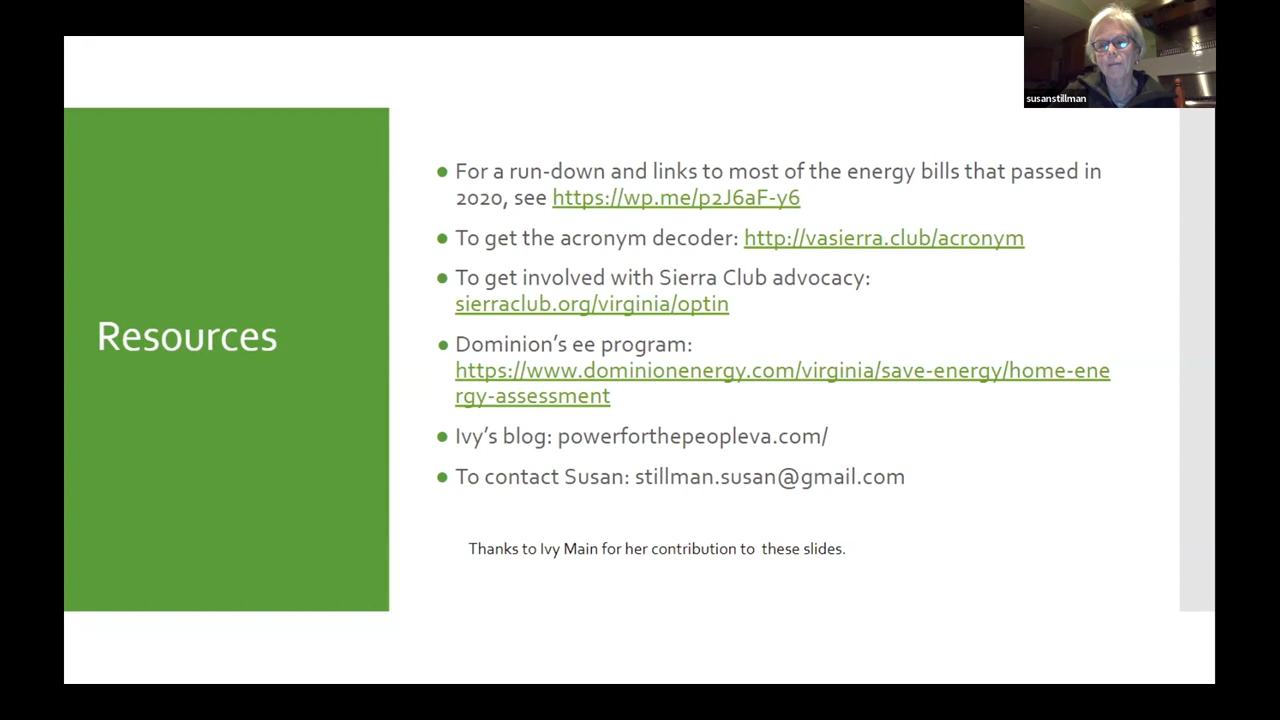 susanstillman
Resources
● For a run-down and links to most of the energy bills that passed in
2020, see https://wp.me/p2J6aF-y6
● To get the acronym decoder: http://vasierra.club/acronym
● To get involved with Sierra Club advocacy:
sierraclub.org/virginia/optin
● Dominion’s ee program:
https://www.dominionenergy.com/virginia/save-energy/home-ene
rgy-assessment
● Ivy’s blog: powerforthepeopleva.com/
● To contact Susan: stillman.susan@gmail.com
Thanks to Ivy Main for her contribution to these slides.